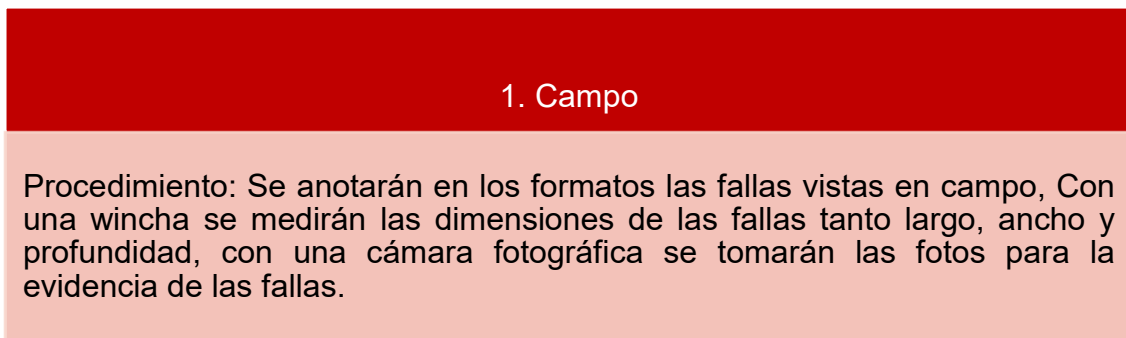 1. Campo
Procedimiento: Se anotarán en los formatos las fallas vistas en campo, Con
una wincha se medirán las dimensiones de las fallas tanto largo, ancho y
profundidad, con una cámara fotográfica se tomarán las fotos para la
evidencia de las fallas.